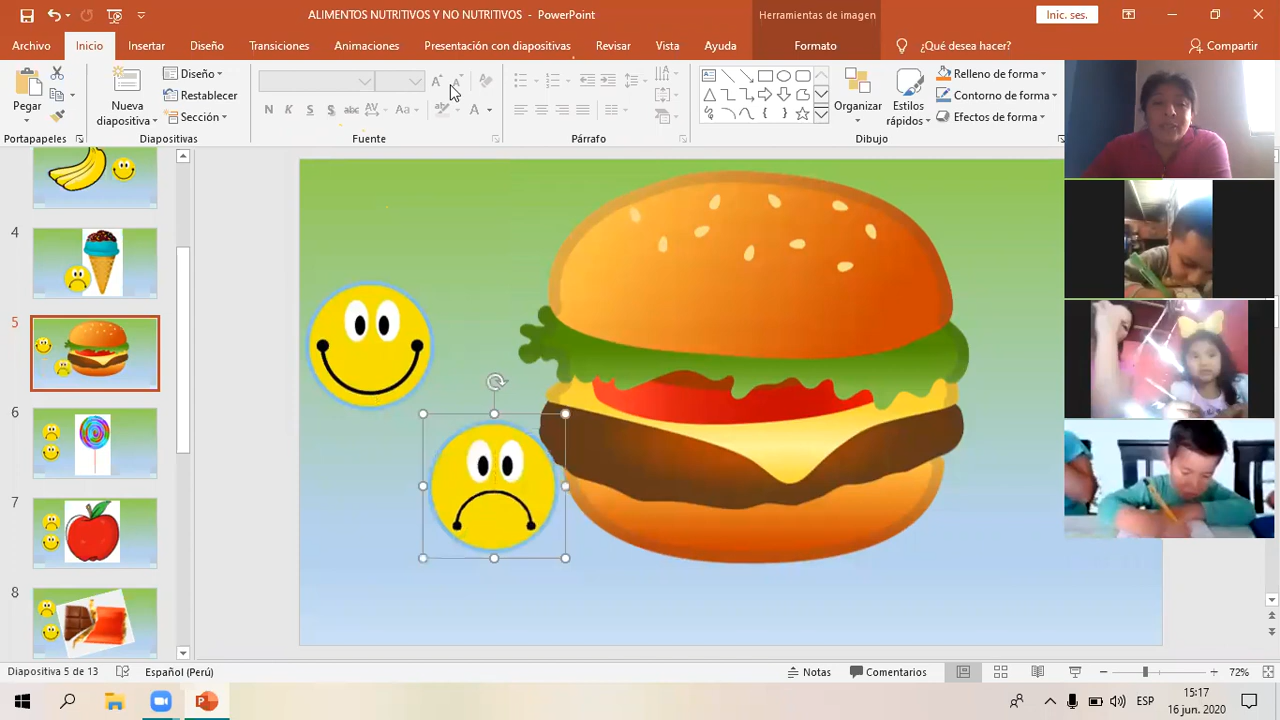 ALIMENTOS NUTRITIVOS Y NO NUTRITIVOS - PowerPoint
Herramientas de imagen
Inic. ses.
Archivo Inicio Insertar Diseño Transiciones Animaciones Presentación con diapositivas Revisar Vista Ayuda Formato ¿Qué desea hacer? Compartir
Pegar
Nueva diapositiva
Diseño
Restablecer
Sección
N K S S abc AV Aa A
Organizar
Estilos rápidos
Relleno de forma
Contorno de forma
Efectos de forma
Portapapeles Diapositivas Fuente Párrafo Dibujo
4
5
6
7
8
Diapositiva 5 de 13 Español (Perú) Notas Comentarios 72%
ESP
15:17
16 jun. 2020